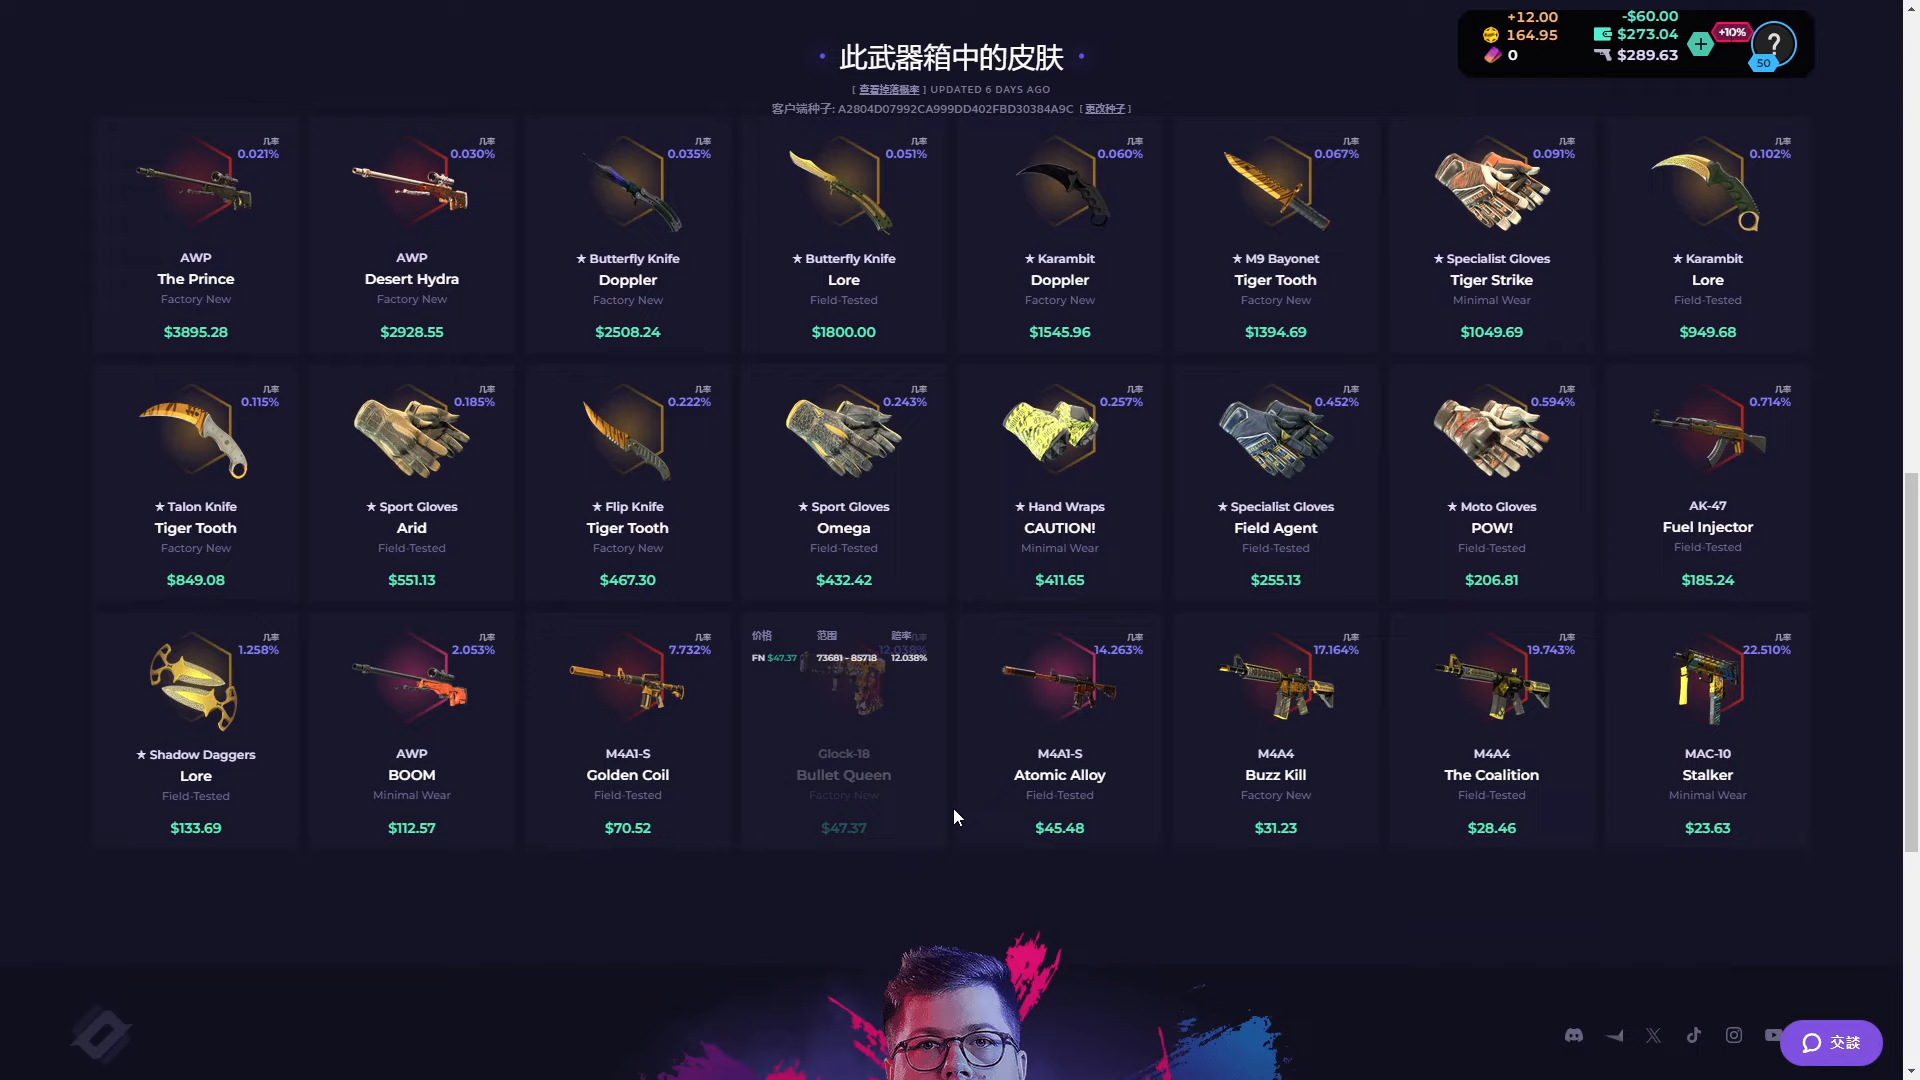 +12.00
-$60.00
164.95
$273.04
0
$289.63
+10%
?
50
此武器箱中的皮肤
[ 查看掉落概率 ] UPDATED 6 DAYS AGO
客户端种子: A2804D07992CA999DD402FBD30384A9C [ 更改种子 ]
几率
0.021%
AWP
The Prince
Factory New
$3895.28
几率
0.030%
AWP
Desert Hydra
Factory New
$2928.55
几率
0.035%
★ Butterfly Knife
Doppler
Factory New
$2508.24
几率
0.051%
★ Butterfly Knife
Lore
Field-Tested
$1800.00
几率
0.060%
★ Karambit
Doppler
Factory New
$1545.96
几率
0.067%
★ M9 Bayonet
Tiger Tooth
Factory New
$1394.69
几率
0.091%
★ Specialist Gloves
Tiger Strike
Minimal Wear
$1049.69
几率
0.102%
★ Karambit
Lore
Field-Tested
$949.68
几率
0.115%
★ Talon Knife
Tiger Tooth
Factory New
$849.08
几率
0.185%
★ Sport Gloves
Arid
Field-Tested
$551.13
几率
0.222%
★ Flip Knife
Tiger Tooth
Factory New
$467.30
几率
0.243%
★ Sport Gloves
Omega
Field-Tested
$432.42
几率
0.257%
★ Hand Wraps
CAUTION!
Minimal Wear
$411.65
几率
0.452%
★ Specialist Gloves
Field Agent
Field-Tested
$255.13
几率
0.594%
★ Moto Gloves
POW!
Field-Tested
$206.81
几率
0.714%
AK-47
Fuel Injector
Field-Tested
$185.24
几率
1.258%
★ Shadow Daggers
Lore
Field-Tested
$133.69
几率
2.053%
AWP
BOOM
Minimal Wear
$112.57
几率
7.732%
M4A1-S
Golden Coil
Field-Tested
$70.52
价格 范围 赔率
几率
12.038%
FN $47.37 73681 - 85718 12.038%
Glock-18
Bullet Queen
Factory New
$47.37
几率
14.263%
M4A1-S
Atomic Alloy
Field-Tested
$45.48
几率
17.164%
M4A4
Buzz Kill
Factory New
$31.23
几率
19.743%
M4A4
The Coalition
Field-Tested
$28.46
几率
22.510%
MAC-10
Stalker
Minimal Wear
$23.63
交談